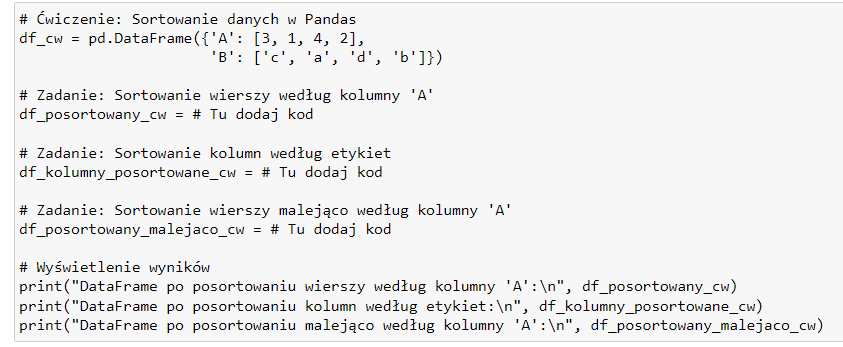 # Ćwiczenie: Sortowanie danych w Pandas
df_cw = pd.DataFrame({'A': [3, 1, 4, 2],
                      'B': ['c', 'a', 'd', 'b']})

# Zadanie: Sortowanie wierszy według kolumny 'A'
df_posortowany_cw = # Tu dodaj kod

# Zadanie: Sortowanie kolumn według etykiet
df_kolumny_posortowane_cw = # Tu dodaj kod

# Zadanie: Sortowanie wierszy malejąco według kolumny 'A'
df_posortowany_malejaco_cw = # Tu dodaj kod

# Wyświetlenie wyników
print("DataFrame po posortowaniu wierszy według kolumny 'A':\n", df_posortowany_cw)
print("DataFrame po posortowaniu kolumn według etykiet:\n", df_kolumny_posortowane_cw)
print("DataFrame po posortowaniu malejąco według kolumny 'A':\n", df_posortowany_malejaco_cw)